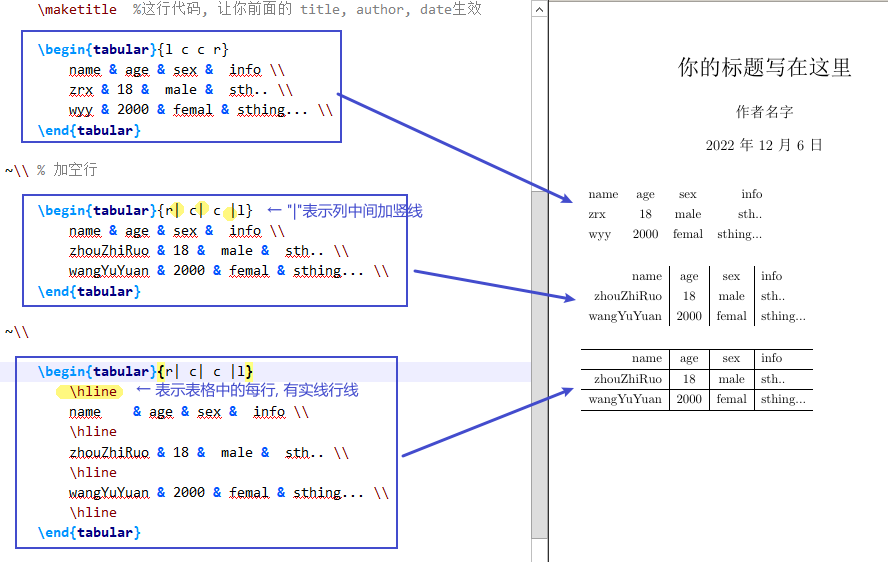 \maketitle  %这行代码, 让你前面的 title, author, date生效
\begin{tabular}{l c c r}
name & age & sex &  info \\
zrx & 18 &  male &  sth.. \\
wyy & 2000 & femal & sthing... \\
\end{tabular}
~\\ % 加空行
\begin{tabular}{r| c| c |l} ← "|"表示列中间加竖线
name & age & sex &  info \\
zhouZhiRuo & 18 &  male &  sth.. \\
wangYuYuan & 2000 & femal & sthing... \\
\end{tabular}
~\\
\begin{tabular}{r| c| c |l}
\hline ← 表示表格中的每行, 有实线行线
name    & age & sex &  info \\
\hline
zhouZhiRuo & 18 &  male &  sth.. \\
\hline
wangYuYuan & 2000 & femal & sthing... \\
\hline
\end{tabular}
你的标题写在这里
作者名字
2022 年 12 月 6 日
name age sex info
zrx 18 male sth..
wyy 2000 femal sthing...
name age sex info
zhouZhiRuo 18 male sth..
wangYuYuan 2000 femal sthing...
name age sex info
zhouZhiRuo 18 male sth..
wangYuYuan 2000 femal sthing...